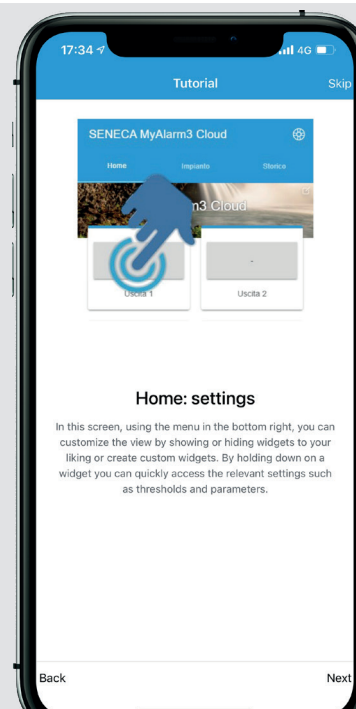 17:34
4G
Tutorial
Skip
SENECA MyAlarm3 Cloud
Home
Impianto
Storico
m3 Cloud
-
Uscita 1
Uscita 2
Home: settings
In this screen, using the menu in the bottom right, you can
customize the view by showing or hiding widgets to your
liking or create custom widgets. By holding down on a
widget you can quickly access the relevant settings such
as thresholds and parameters.
Back
Next